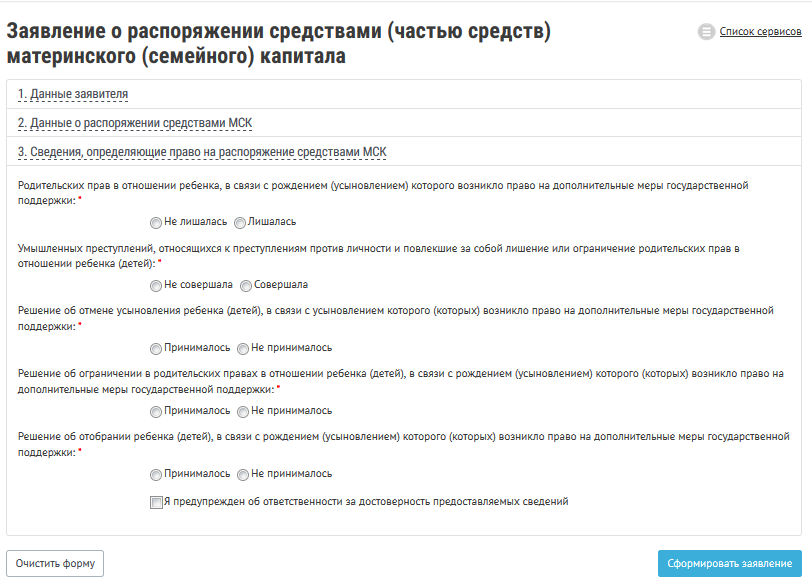 Заявление о распоряжении средствами (частью средств)
материнского (семейного) капитала
Список сервисов
1. Данные заявителя
2. Данные о распоряжении средствами МСК
3. Сведения, определяющие право на распоряжение средствами МСК
Родительских прав в отношении ребенка, в связи с рождением (усыновлением) которого возникло право на дополнительные меры государственной
поддержки: *
Не лишалась Лишалась
Умышленных преступлений, относящихся к преступлениям против личности и повлекшие за собой лишение или ограничение родительских прав в
отношении ребенка (детей): *
Не совершала Совершала
Решение об отмене усыновления ребенка (детей), в связи с усыновлением которого (которых) возникло право на дополнительные меры государственной
поддержки: *
Принималось Не принималось
Решение об ограничении в родительских правах в отношении ребенка (детей), в связи с рождением (усыновлением) которого (которых) возникло право на
дополнительные меры государственной поддержки: *
Принималось Не принималось
Решение об отобрании ребенка (детей), в связи с рождением (усыновлением) которого (которых) возникло право на дополнительные меры государственной
поддержки: *
Принималось Не принималось
Я предупрежден об ответственности за достоверность предоставляемых сведений
Очистить форму
Сформировать заявление